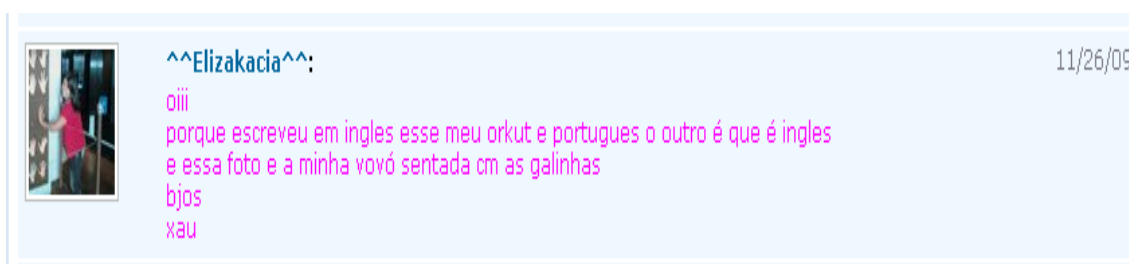 ^^Elizakacia^^: 11/26/09
oiii
porque escreveu em ingles esse meu orkut e portugues o outro é que é ingles
e essa foto e a minha vovó sentada cm as galinhas
bjos
xau